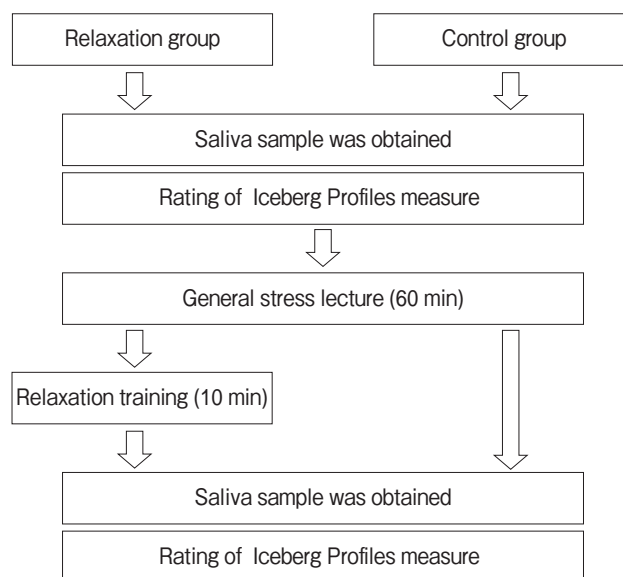 Relaxation group
Control group
Saliva sample was obtained
Rating of Iceberg Profiles measure
General stress lecture (60 min)
Relaxation training (10 min)
Saliva sample was obtained
Rating of Iceberg Profiles measure